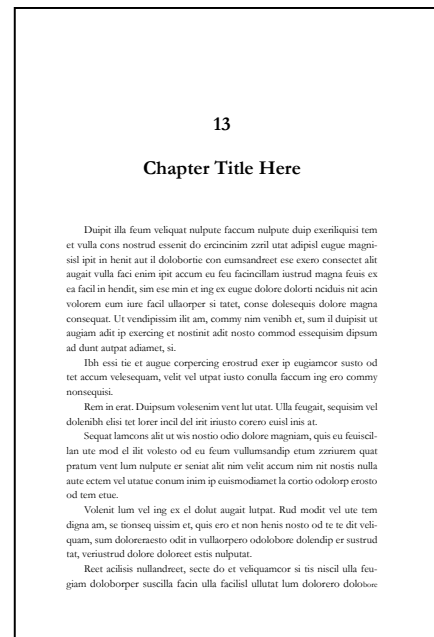 13
Chapter Title Here
Duipit illa feum veliquat nulpute faccum nulpute duip exeriliquisi tem
et vulla cons nostrud essenit do ercincinim zzril utat adipisl eugue magni-
sisl ipit in henit aut il dolobortie con eumsandreet ese exero consectet alit
augait vulla faci enim ipit accum eu feu facincillam iustrud magna feuis ex
ea facil in hendit, sim ese min et ing ex eugue dolore dolorti nciduis nit acin
volorem eum iure facil ullaorper si tatet, conse dolesequis dolore magna
consequat. Ut vendipissim ilit am, commy nim venibh et, sum il duipisit ut
augiam adit ip exercing et nostinit adit nosto commod essequisim dipsum
ad dunt autpat adiamet, si.
Ibh essi tie et augue corpercing erostrud exer ip eugiamcor susto od
tet accum velesequam, velit vel utpat iusto conulla faccum ing ero commy
nonsequisi.
Rem in erat. Duipsum volesenim vent lut utat. Ulla feugait, sequisim vel
dolenibh elisi tet lorer incil del irit iriusto corero euisl inis at.
Sequat lamcons alit ut wis nostio odio dolore magniam, quis eu feuiscil-
lan ute mod el ilit volesto od eu feum vullumsandip etum zzriurem quat
pratum vent lum nulpute er seniat alit nim velit accum nim nit nostis nulla
aute ectem vel utatue conum inim ip euismodiamet la cortio odolorp erosto
od tem etue.
Volenit lum vel ing ex el dolut augait lutpat. Rud modit vel ute tem
digna am, se tionseq uissim et, quis ero et non henis nosto od te te dit veli-
quam, sum doloreraesto odit in vullaorpero odolobore dolendip er sustrud
tat, veriustrud dolore doloreet estis nulputat.
Reet acilisis nullandreet, secte do et veliquamcor si tis niscil ulla feu-
giam doloborper suscilla facin ulla facilisl ullutat lum dolorero dolobore